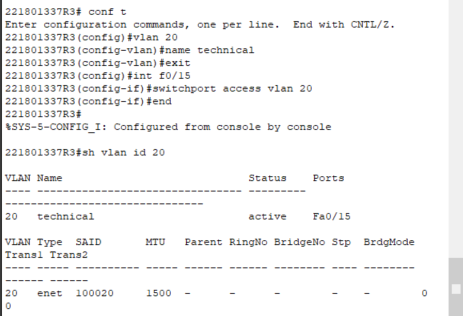 221801337R3# conf t
Enter configuration commands, one per line.  End with CNTL/Z.
221801337R3(config)#vlan 20
221801337R3(config-vlan)#name technical
221801337R3(config-vlan)#exit
221801337R3(config)#int f0/15
221801337R3(config-if)#switchport access vlan 20
221801337R3(config-if)#end
221801337R3#
%SYS-5-CONFIG_I: Configured from console by console
221801337R3#sh vlan id 20
VLAN Name                             Status    Ports
---- -------------------------------- --------- -------------------------------
20   technical                        active    Fa0/15
VLAN Type  SAID       MTU   Parent RingNo BridgeNo Stp  BrdgMode
Trans1 Trans2
---- ----- ---------- ----- ------ ------ -------- ---- --------
------ ------
20   enet  100020     1500  -      -      -        -    -        0
0